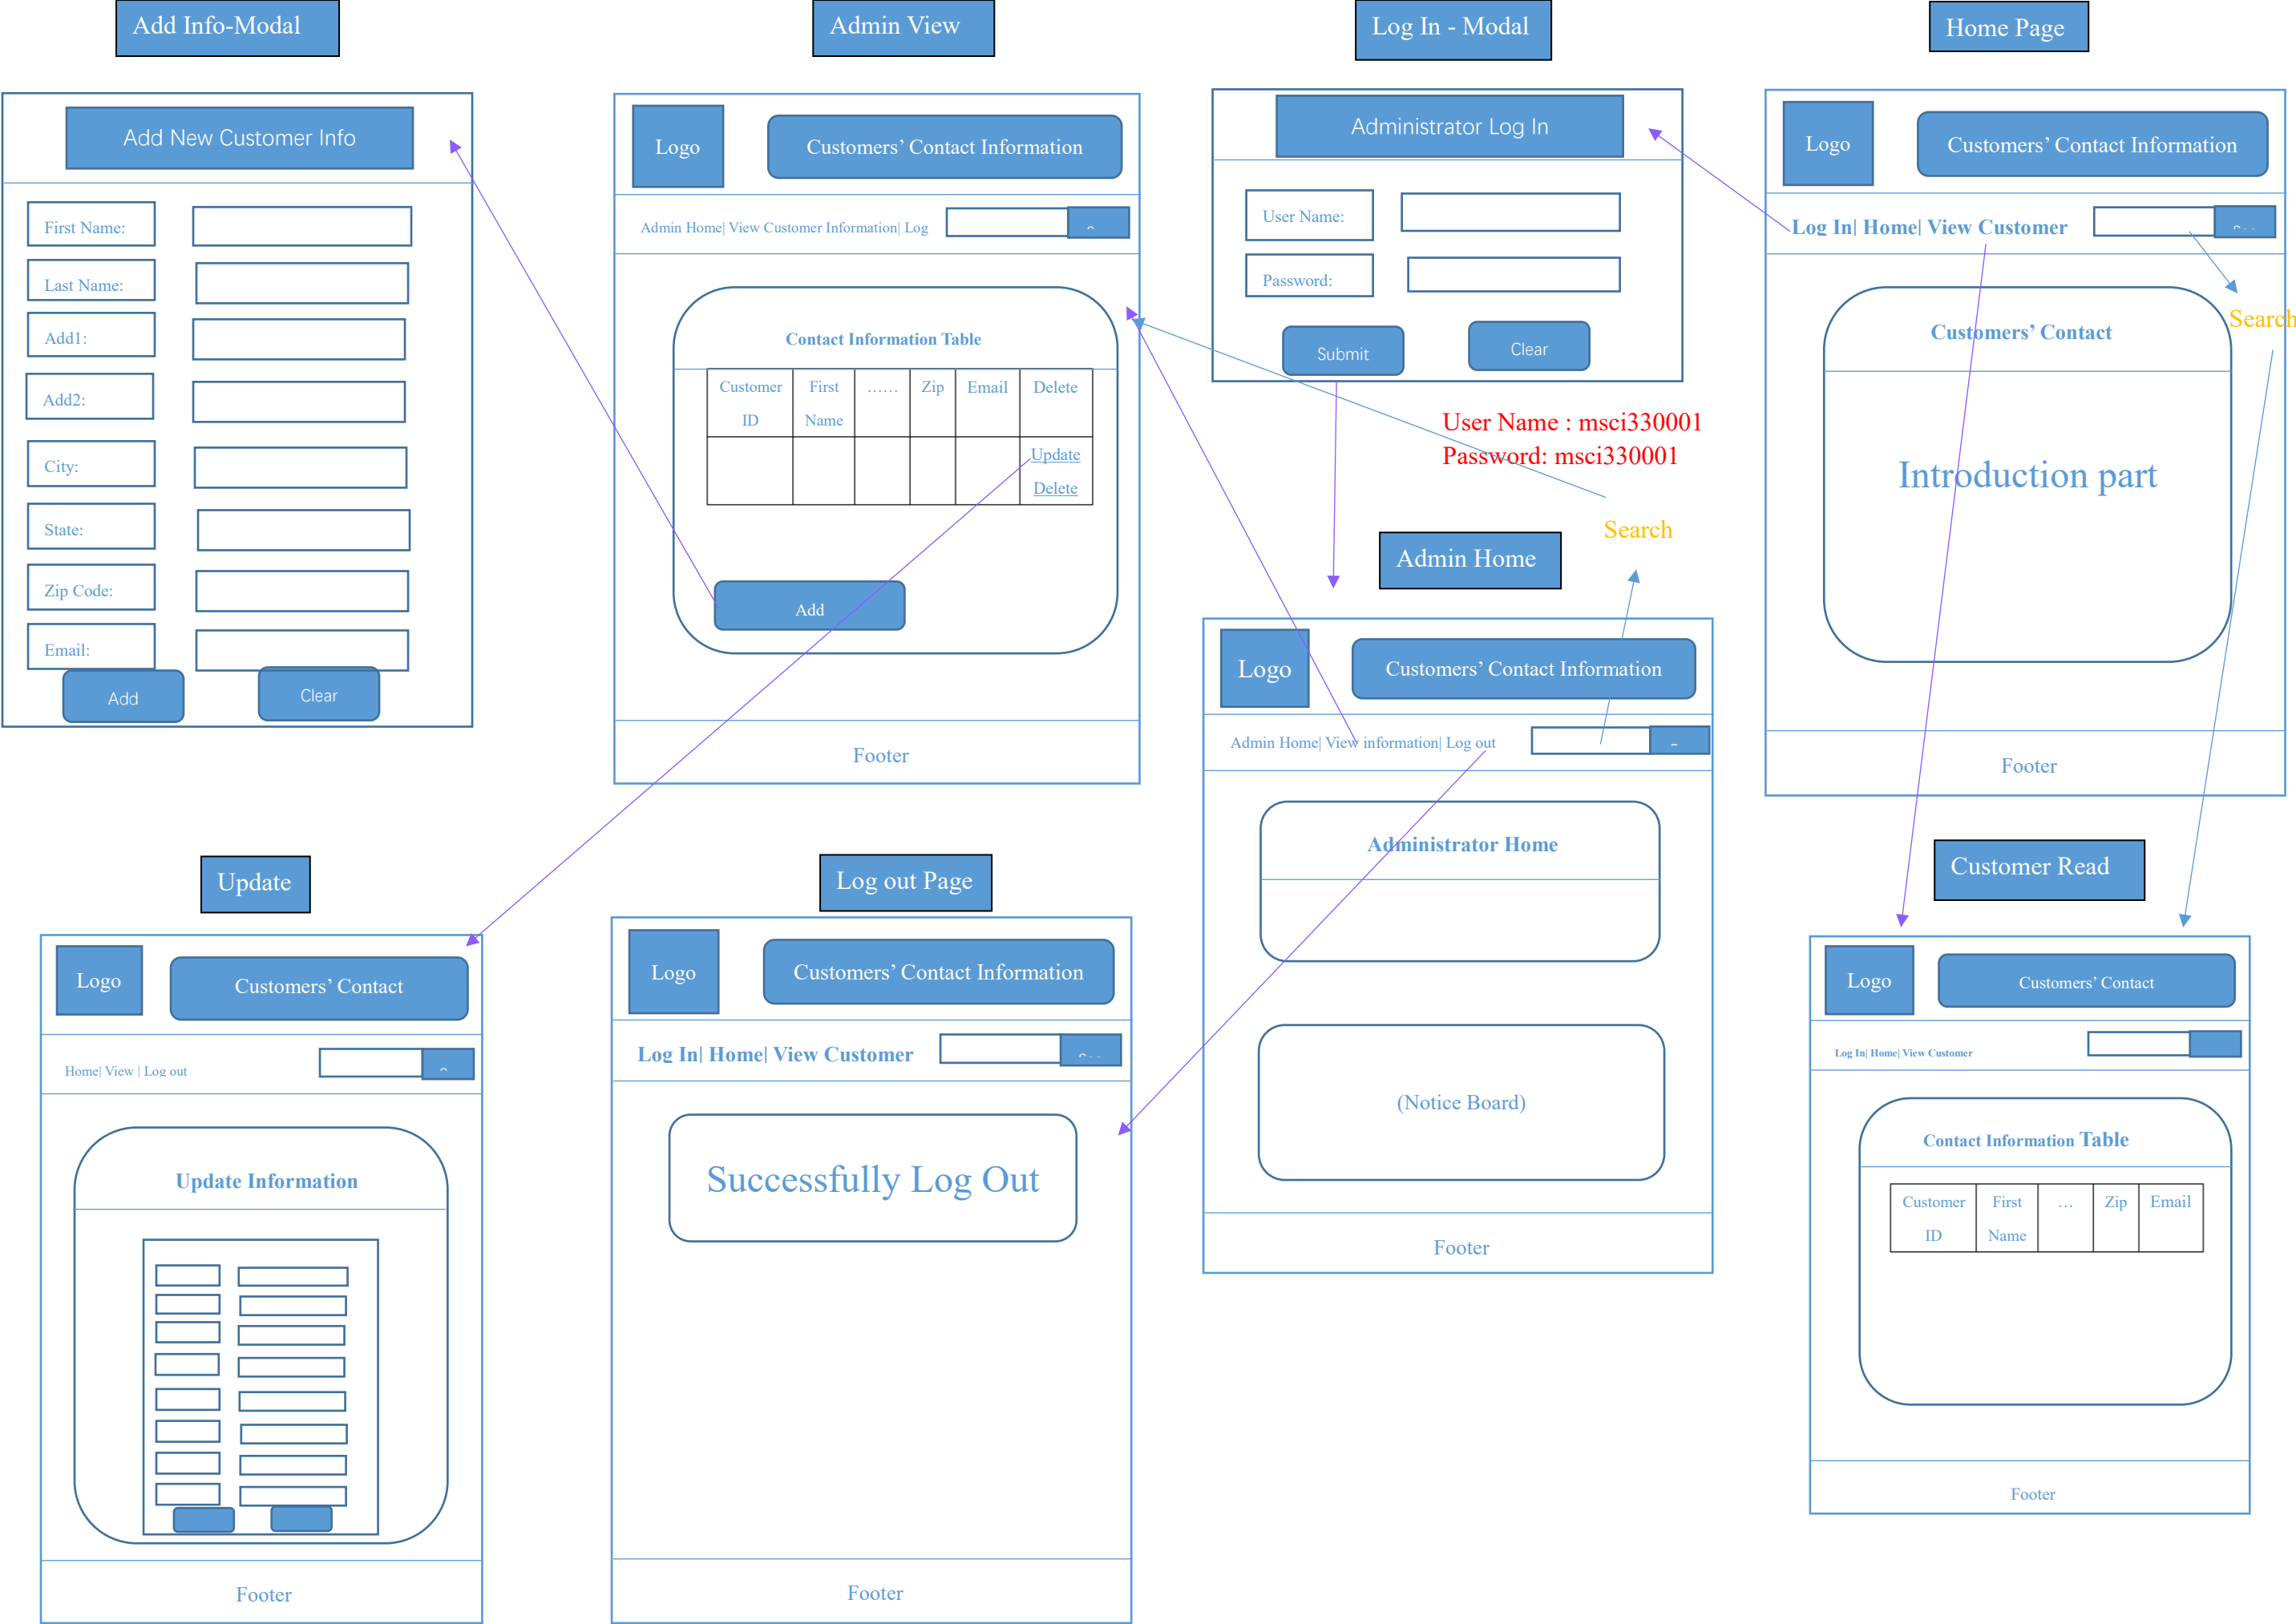 Add Info-Modal
Add New Customer Info
First Name:
Last Name:
Add1:
Add2:
City:
State:
Zip Code:
Email:
Add
Clear
Admin View
Logo
Customers’ Contact Information
Admin Home| View Customer Information| Log
Contact Information Table
Customer ID
First Name
……
Zip
Email
Delete
Update
Delete
Add
Footer
Log In - Modal
Administrator Log In
User Name:
Password:
Submit
Clear
User Name : msci330001
Password: msci330001
Search
Home Page
Logo
Customers’ Contact Information
Log In| Home| View Customer
Search
Customers’ Contact
Introduction part
Footer
Admin Home
Logo
Customers’ Contact Information
Admin Home| View information| Log out
Administrator Home
(Notice Board)
Footer
Update
Logo
Customers’ Contact
Home| View | Log out
Update Information
Footer
Log out Page
Logo
Customers’ Contact Information
Log In| Home| View Customer
Successfully Log Out
Footer
Customer Read
Logo
Customers’ Contact
Log In| Home| View Customer
Contact Information Table
Customer ID
First Name
…
Zip
Email
Footer